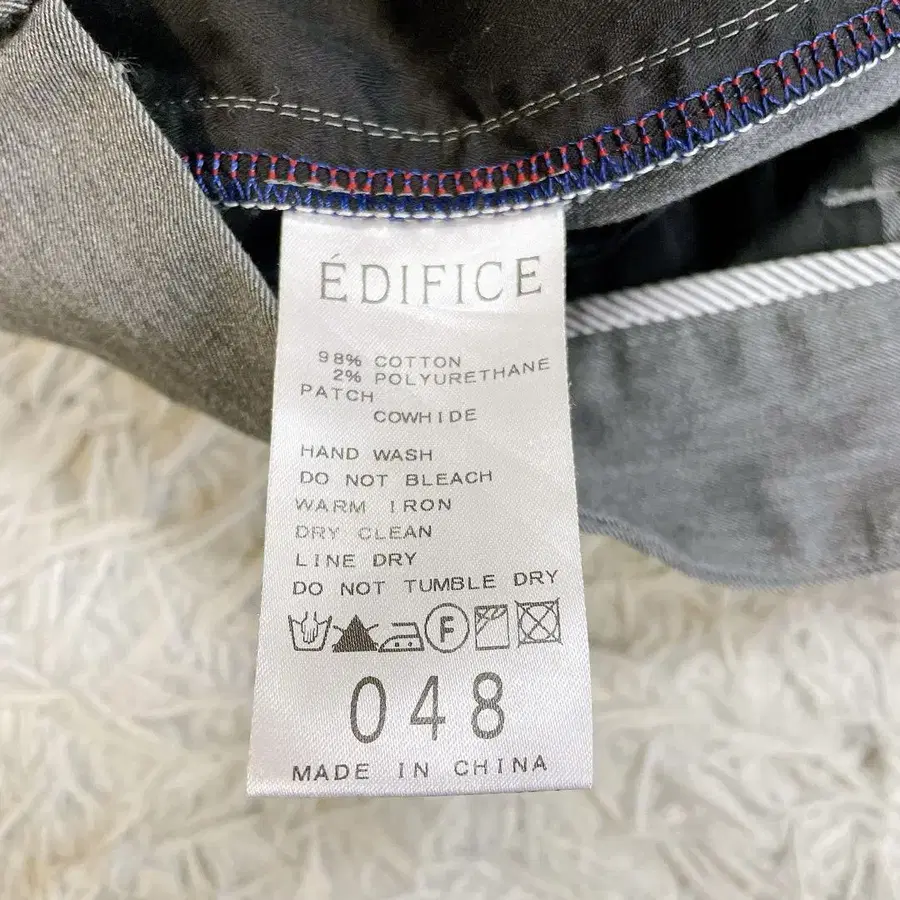 ÉDIFICE
98% COTTON
2% POLYURETHANE
PATCH
COWHIDE
HAND WASH
DO NOT BLEACH
WARM IRON
DRY CLEAN
LINE DRY
DO NOT TUMBLE DRY
F
048
MADE IN CHINA